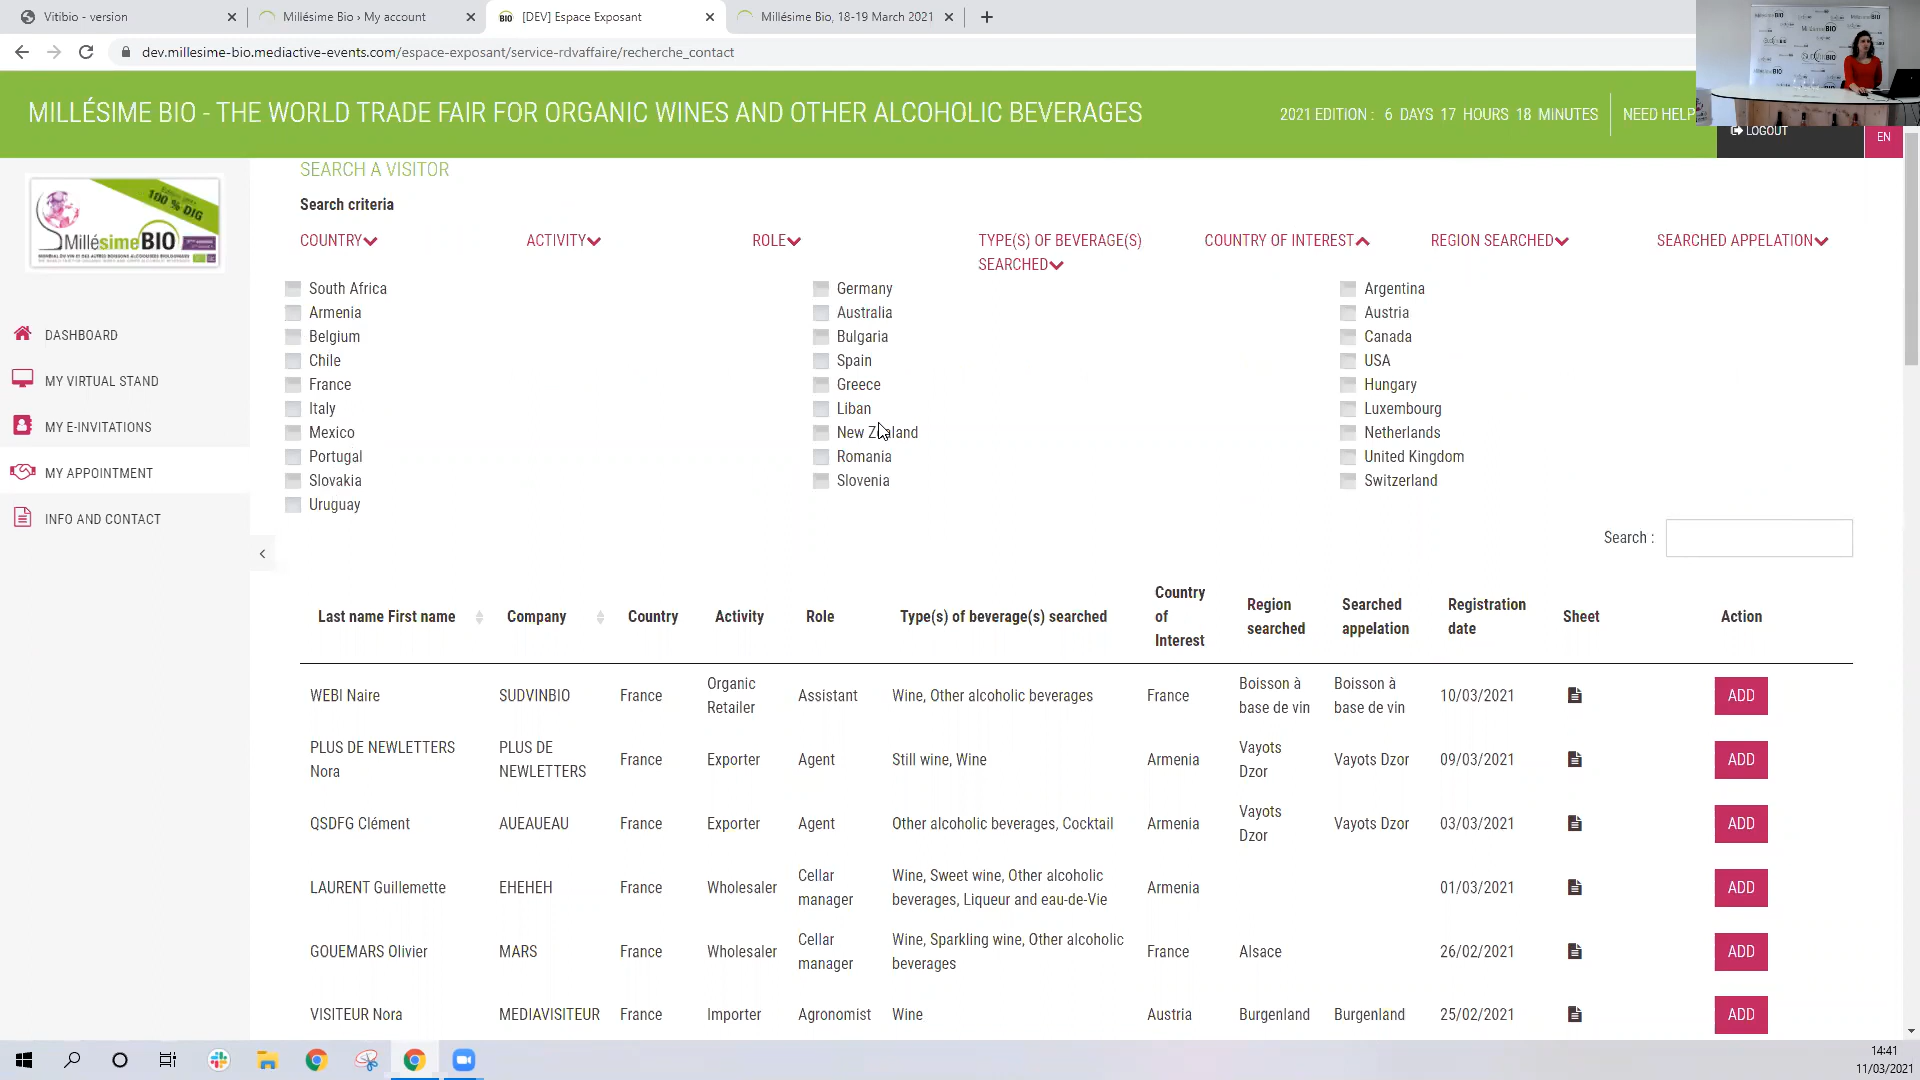 Vitibio - version
Millésime Bio › My account
[DEV] Espace Exposant
Millésime Bio, 18-19 March 2021
dev.millesime-bio.mediactive-events.com/espace-exposant/service-rdvaffaire/recherche_contact
MILLÉSIME BIO - THE WORLD TRADE FAIR FOR ORGANIC WINES AND OTHER ALCOHOLIC BEVERAGES
2021 EDITION : 6 DAYS 17 HOURS 18 MINUTES
NEED HELP
LOGOUT
EN
100 % DIG
MillésimeBIO
DASHBOARD
MY VIRTUAL STAND
MY E-INVITATIONS
MY APPOINTMENT
INFO AND CONTACT
SEARCH A VISITOR
Search criteria
COUNTRY ACTIVITY ROLE TYPE(S) OF BEVERAGE(S) SEARCHED COUNTRY OF INTEREST REGION SEARCHED SEARCHED APPELATION
South Africa Germany Argentina
Armenia Australia Austria
Belgium Bulgaria Canada
Chile Spain USA
France Greece Hungary
Italy Liban Luxembourg
Mexico New Zealand Netherlands
Portugal Romania United Kingdom
Slovakia Slovenia Switzerland
Uruguay
Search :
Last name First name Company Country Activity Role Type(s) of beverage(s) searched Country of Interest Region searched Searched appelation Registration date Sheet Action
WEBI Naire SUDVINBIO France Organic Retailer Assistant Wine, Other alcoholic beverages France Boisson à base de vin Boisson à base de vin 10/03/2021 ADD
PLUS DE NEWLETTERS Nora PLUS DE NEWLETTERS France Exporter Agent Still wine, Wine Armenia Vayots Dzor Vayots Dzor 09/03/2021 ADD
QSDFG Clément AUEAUEAU France Exporter Agent Other alcoholic beverages, Cocktail Armenia Vayots Dzor Vayots Dzor 03/03/2021 ADD
LAURENT Guillemette EHEHEH France Wholesaler Cellar manager Wine, Sweet wine, Other alcoholic beverages, Liqueur and eau-de-Vie Armenia 01/03/2021 ADD
GOUEMARS Olivier MARS France Wholesaler Cellar manager Wine, Sparkling wine, Other alcoholic beverages France Alsace 26/02/2021 ADD
VISITEUR Nora MEDIAVISITEUR France Importer Agronomist Wine Austria Burgenland Burgenland 25/02/2021 ADD
14:41
11/03/2021